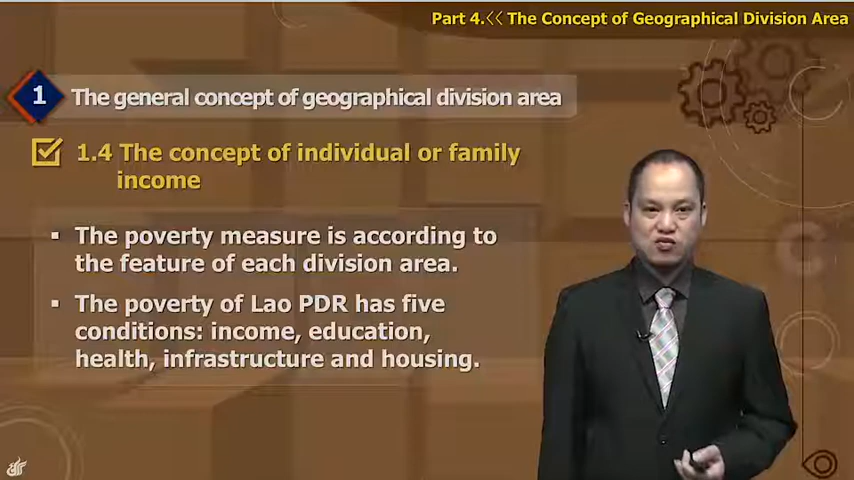 Part 4.<< The Concept of Geographical Division Area
1 The general concept of geographical division area
1.4 The concept of individual or family
income
▪ The poverty measure is according to
the feature of each division area.
▪ The poverty of Lao PDR has five
conditions: income, education,
health, infrastructure and housing.